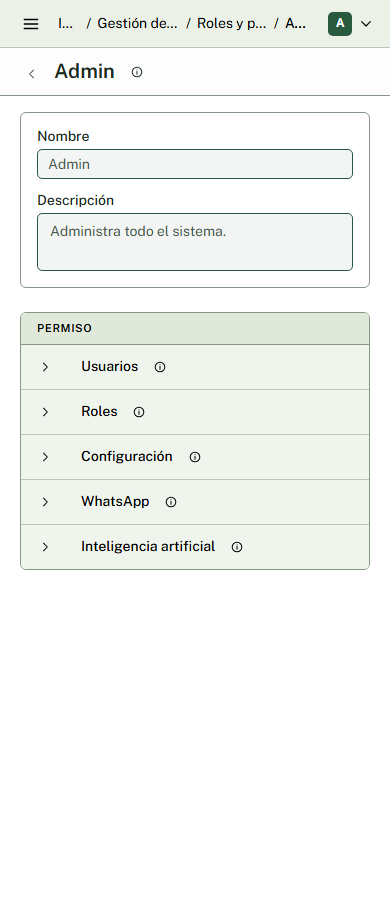 I... / Gestión de... / Roles y p... / A... A
Admin
Nombre
Admin
Descripción
Administra todo el sistema.
PERMISO
Usuarios
Roles
Configuración
WhatsApp
Inteligencia artificial